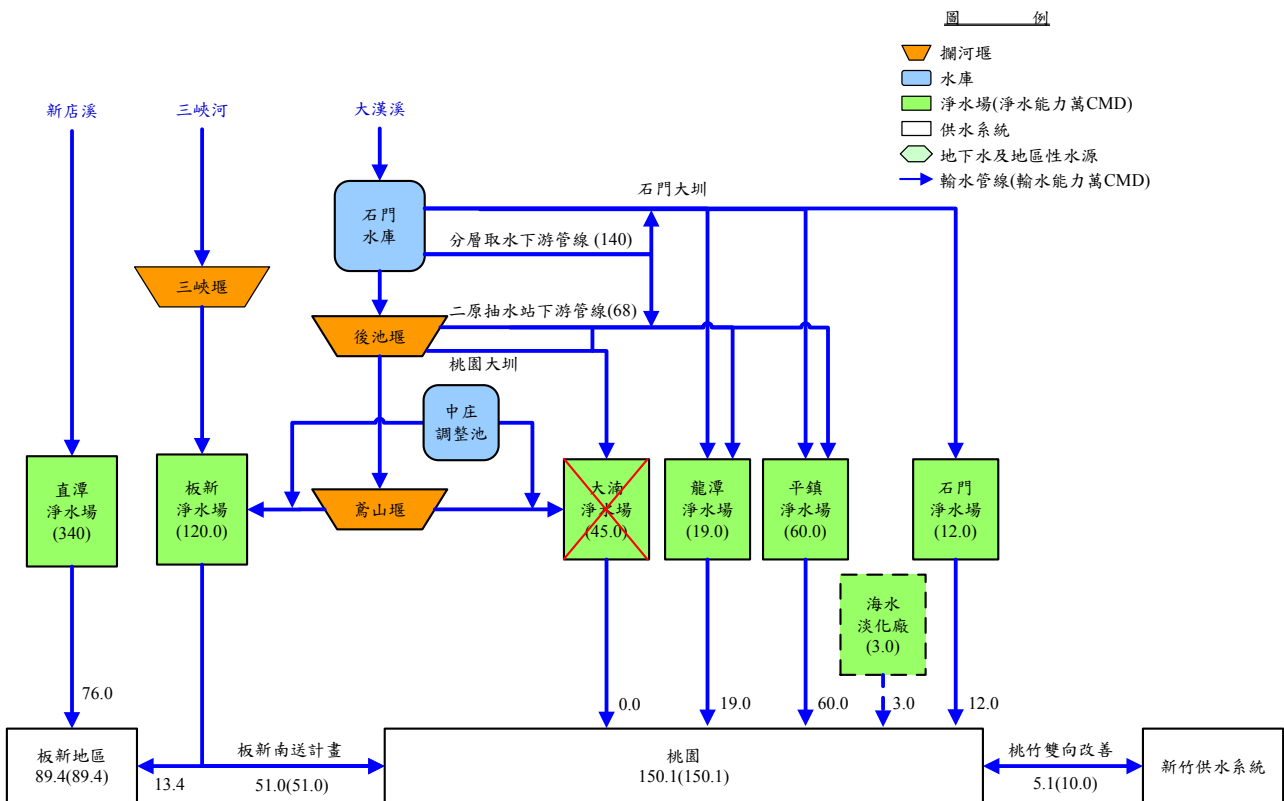 圖 例
攔河堰
水庫
淨水場(淨水能力萬CMD)
供水系統
地下水及地區性水源
輸水管線(輸水能力萬CMD)
新店溪
三峽河
大漢溪
石門
水庫
石門大圳
分層取水下游管線 (140)
三峽堰
後池堰
二原抽水站下游管線(68)
桃園大圳
中庄
調整池
直潭
淨水場
(340)
板新
淨水場
(120.0)
鳶山堰
大湳
淨水場
(45.0)
龍潭
淨水場
(19.0)
平鎮
淨水場
(60.0)
石門
淨水場
(12.0)
海水
淡化廠
(3.0)
76.0
0.0
19.0
60.0
3.0
12.0
板新地區
89.4(89.4)
13.4
板新南送計畫
51.0(51.0)
桃園
150.1(150.1)
桃竹雙向改善
5.1(10.0)
新竹供水系統